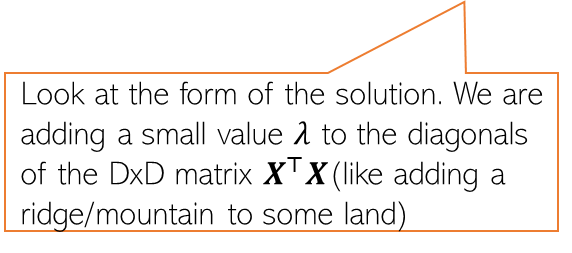 Look at the form of the solution. We are
adding a small value λ to the diagonals
of the DxD matrix X⊤X(like adding a
ridge/mountain to some land)